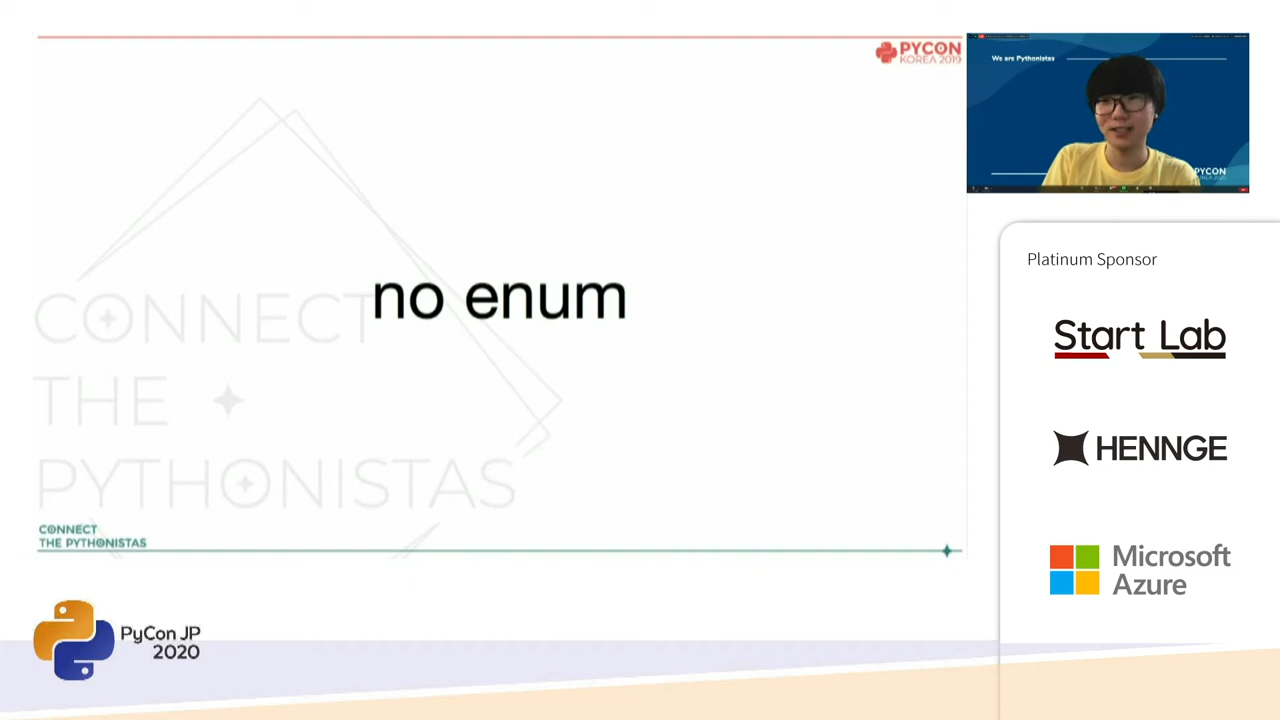 PYCON
KOREA 2019
no enum
CONNECT
THE
PYTHONISTAS
CONNECT
THE PYTHONISTAS
We are Pythonistas
PYCON
Platinum Sponsor
Start Lab
HENNGE
Microsoft
Azure
PyCon JP
2020